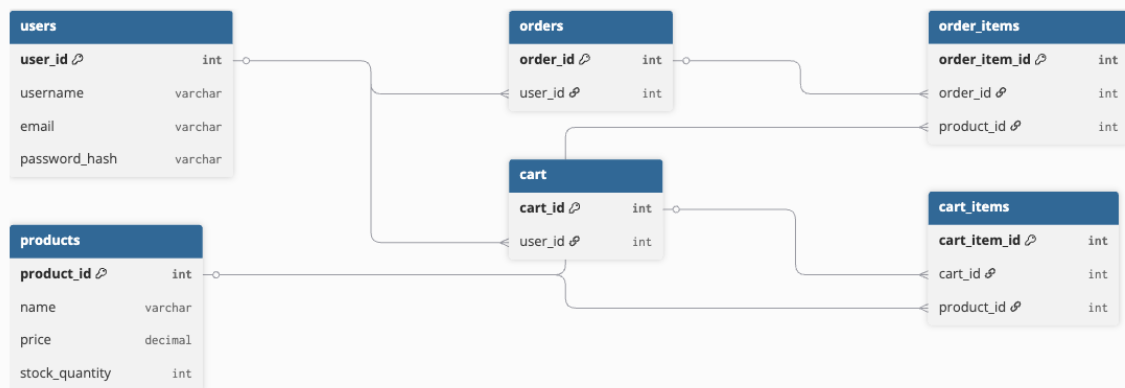 users
user_id int
username varchar
email varchar
password_hash varchar
products
product_id int
name varchar
price decimal
stock_quantity int
orders
order_id int
user_id int
cart
cart_id int
user_id int
order_items
order_item_id int
order_id int
product_id int
cart_items
cart_item_id int
cart_id int
product_id int